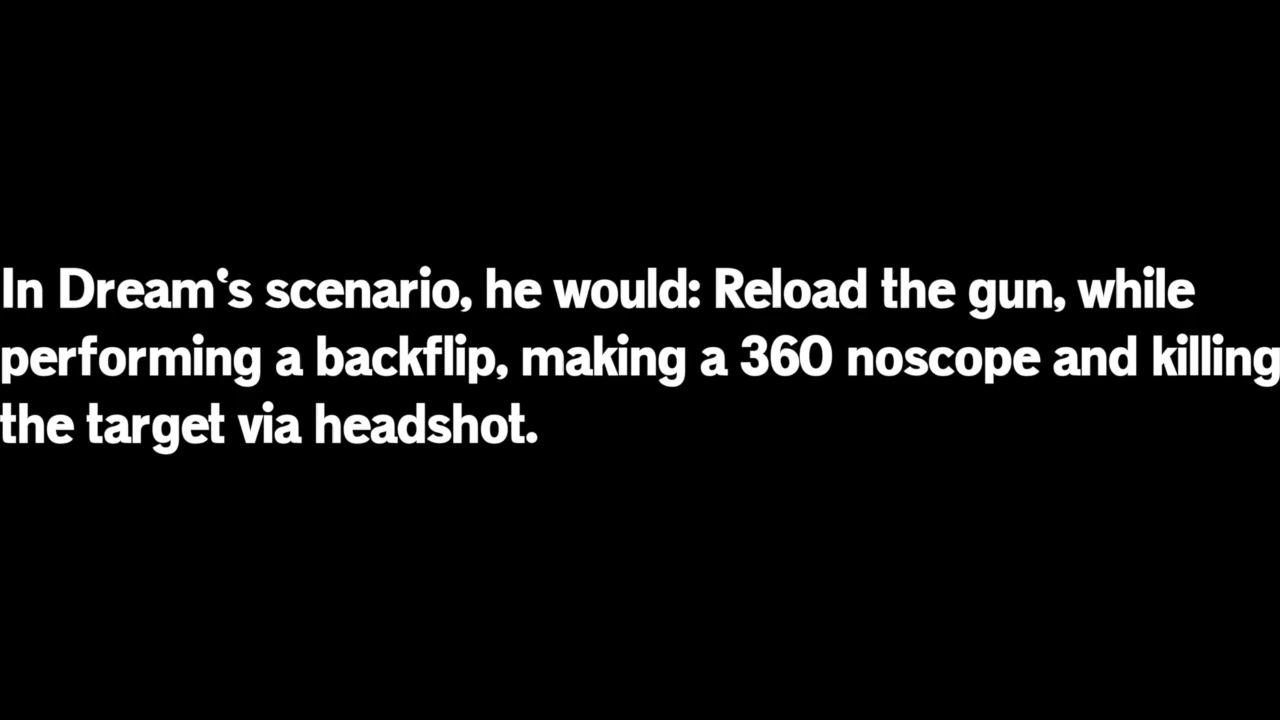 In Dream‘s scenario, he would: Reload the gun, while
performing a backflip, making a 360 noscope and killing
the target via headshot.